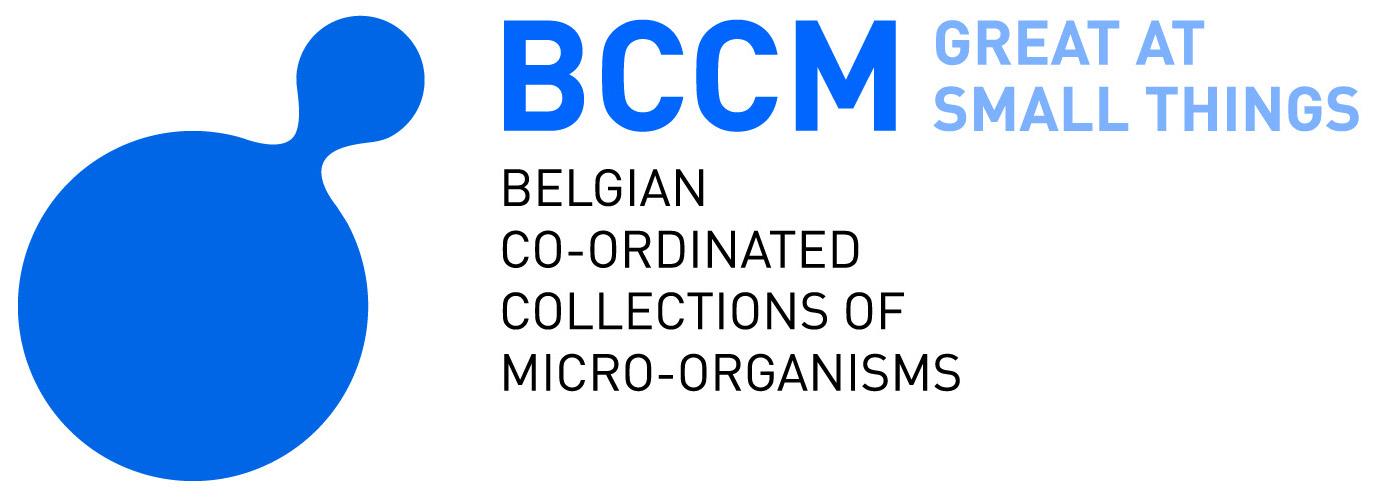 BCCM
GREAT AT
SMALL THINGS
BELGIAN
CO-ORDINATED
COLLECTIONS OF
MICRO-ORGANISMS